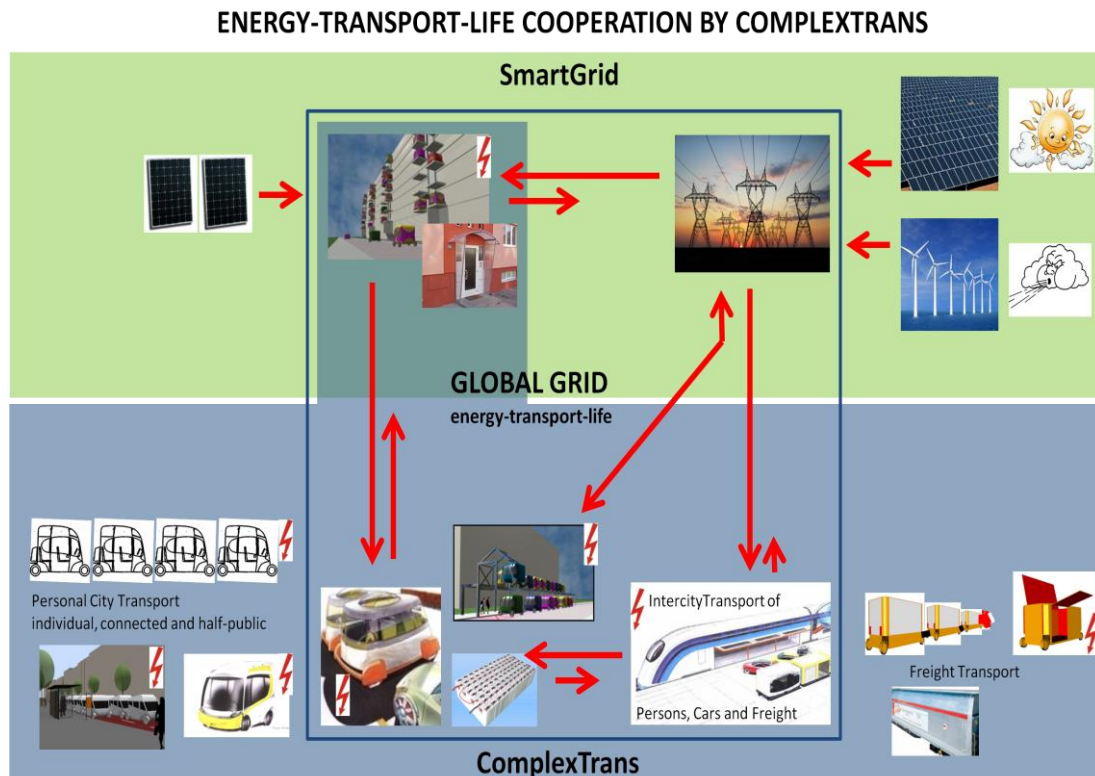 ENERGY-TRANSPORT-LIFE COOPERATION BY COMPLEXTRANS
SmartGrid
GLOBAL GRID
energy-transport-life
Personal City Transport
individual, connected and half-public
IntercityTransport of
Persons, Cars and Freight
Freight Transport
ComplexTrans